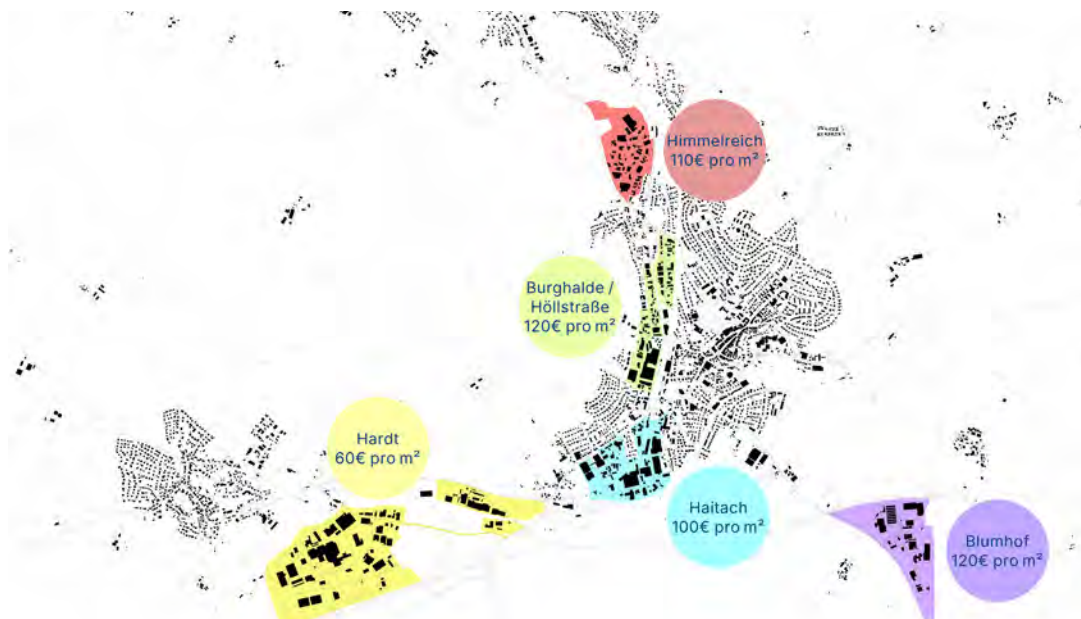 Himmelreich
110€ pro m²
Burghalde /
Höllstraße
120€ pro m²
Hardt
60€ pro m²
Haitach
100€ pro m²
Blumhof
120€ pro m²